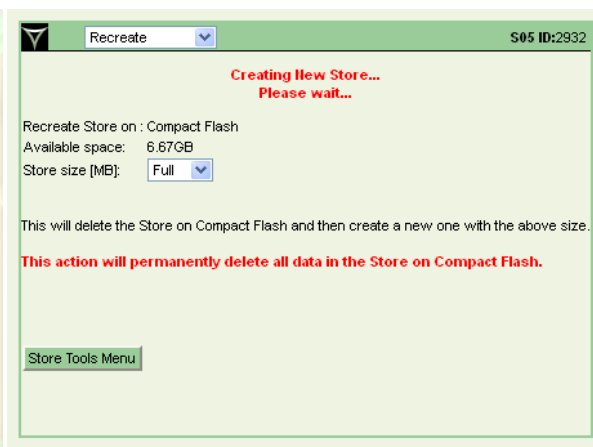 Recreate
S05 ID:2932
Creating New Store...
Please wait...
Recreate Store on : Compact Flash
Available space: 6.67GB
Store size [MB]: Full
This will delete the Store on Compact Flash and then create a new one with the above size.
This action will permanently delete all data in the Store on Compact Flash.
Store Tools Menu